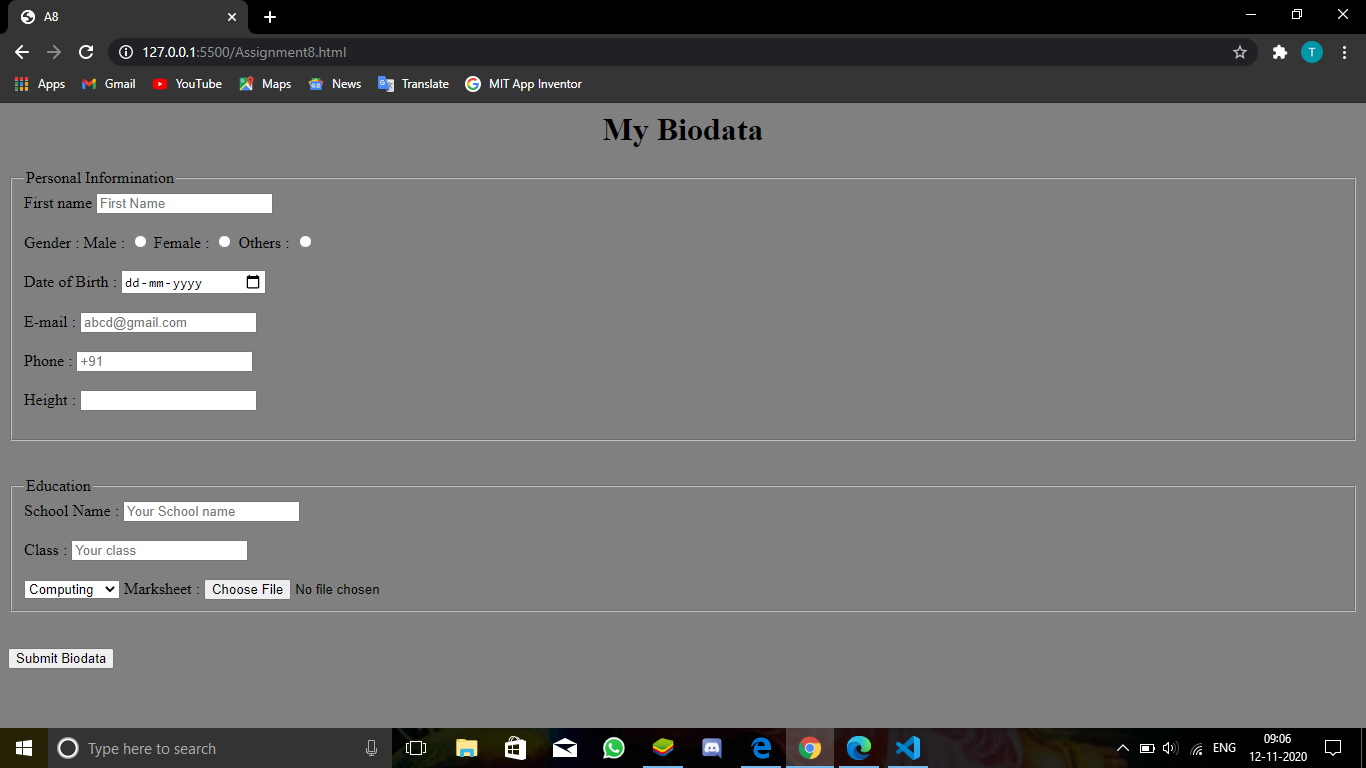 A8
127.0.0.1:5500/Assignment8.html
T
Apps Gmail YouTube Maps News Translate MIT App Inventor
My Biodata
Personal Informination
First name First Name
Gender : Male : Female : Others :
Date of Birth : dd-mm-yyyy
E-mail : abcd@gmail.com
Phone : +91
Height :
Education
School Name : Your School name
Class : Your class
Computing Marksheet : Choose File No file chosen
Submit Biodata
Type here to search
ENG
09:06
12-11-2020